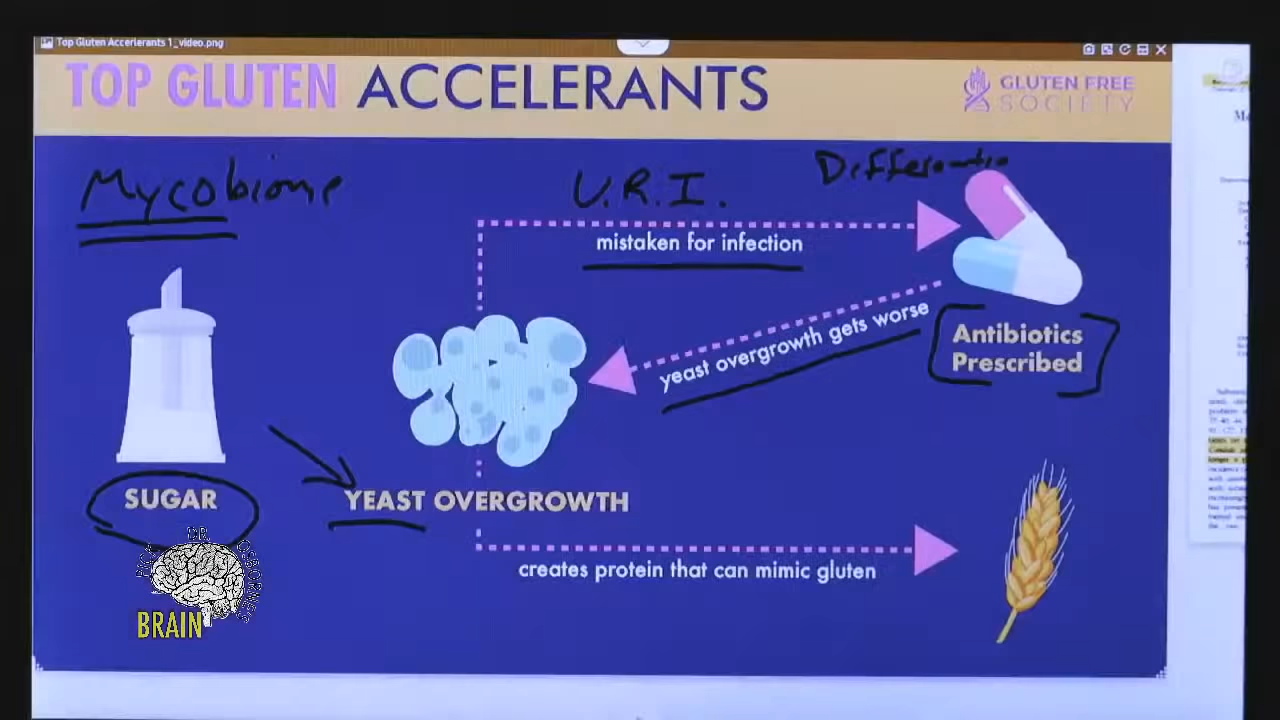 Top Gluten Accerlerants 1_video.png
TOP GLUTEN ACCELERANTS
GLUTEN FREE
SOCIETY
Mycobiome
U.R.I.
mistaken for infection
yeast overgrowth gets worse
Antibiotics
Prescribed
SUGAR
YEAST OVERGROWTH
creates protein that can mimic gluten
BRAIN